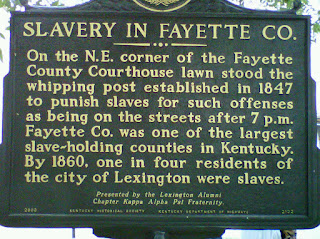 SLAVERY IN FAYETTE CO.
On the N.E. corner of the Fayette
County Courthouse lawn stood the
whipping post established in 1847
to punish slaves for such offenses
as being on the streets after 7 p.m.
Fayette Co. was one of the largest
slave-holding counties in Kentucky.
By 1860, one in four residents of
the city of Lexington were slaves.
Presented by the Lexington Alumni
Chapter Kappa Alpha Psi Fraternity.
2003 KENTUCKY HISTORICAL SOCIETY KENTUCKY DEPARTMENT OF HIGHWAYS 2122